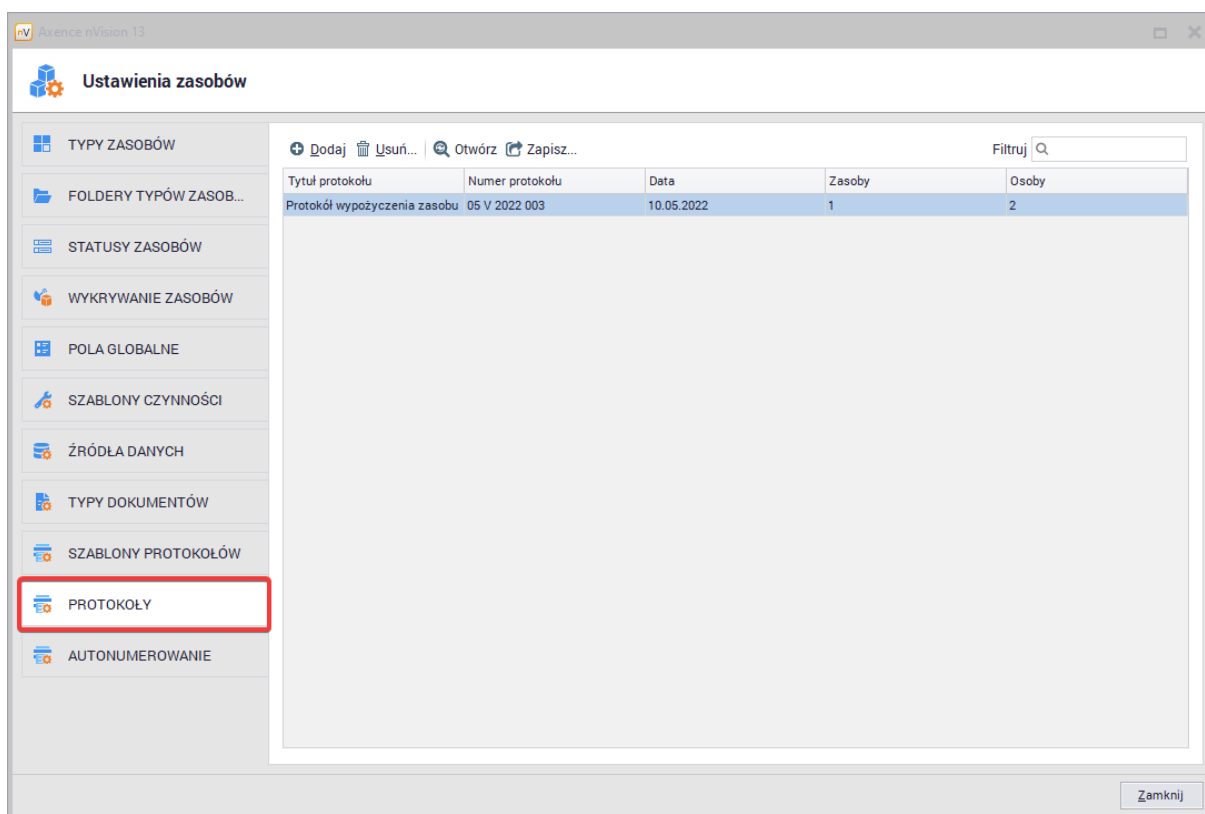 nV Axence nVision 13
Ustawienia zasobów
TYPY ZASOBÓW
FOLDERY TYPÓW ZASOB...
STATUSY ZASOBÓW
WYKRYWANIE ZASOBÓW
POLA GLOBALNE
SZABLONY CZYNNOŚCI
ŹRÓDŁA DANYCH
TYPY DOKUMENTÓW
SZABLONY PROTOKOŁÓW
PROTOKOŁY
AUTONUMEROWANIE
Dodaj Usuń... Otwórz Zapisz... Filtruj
Tytuł protokołu Numer protokołu Data Zasoby Osoby
Protokół wypożyczenia zasobu 05 V 2022 003 10.05.2022 1 2
Zamknij